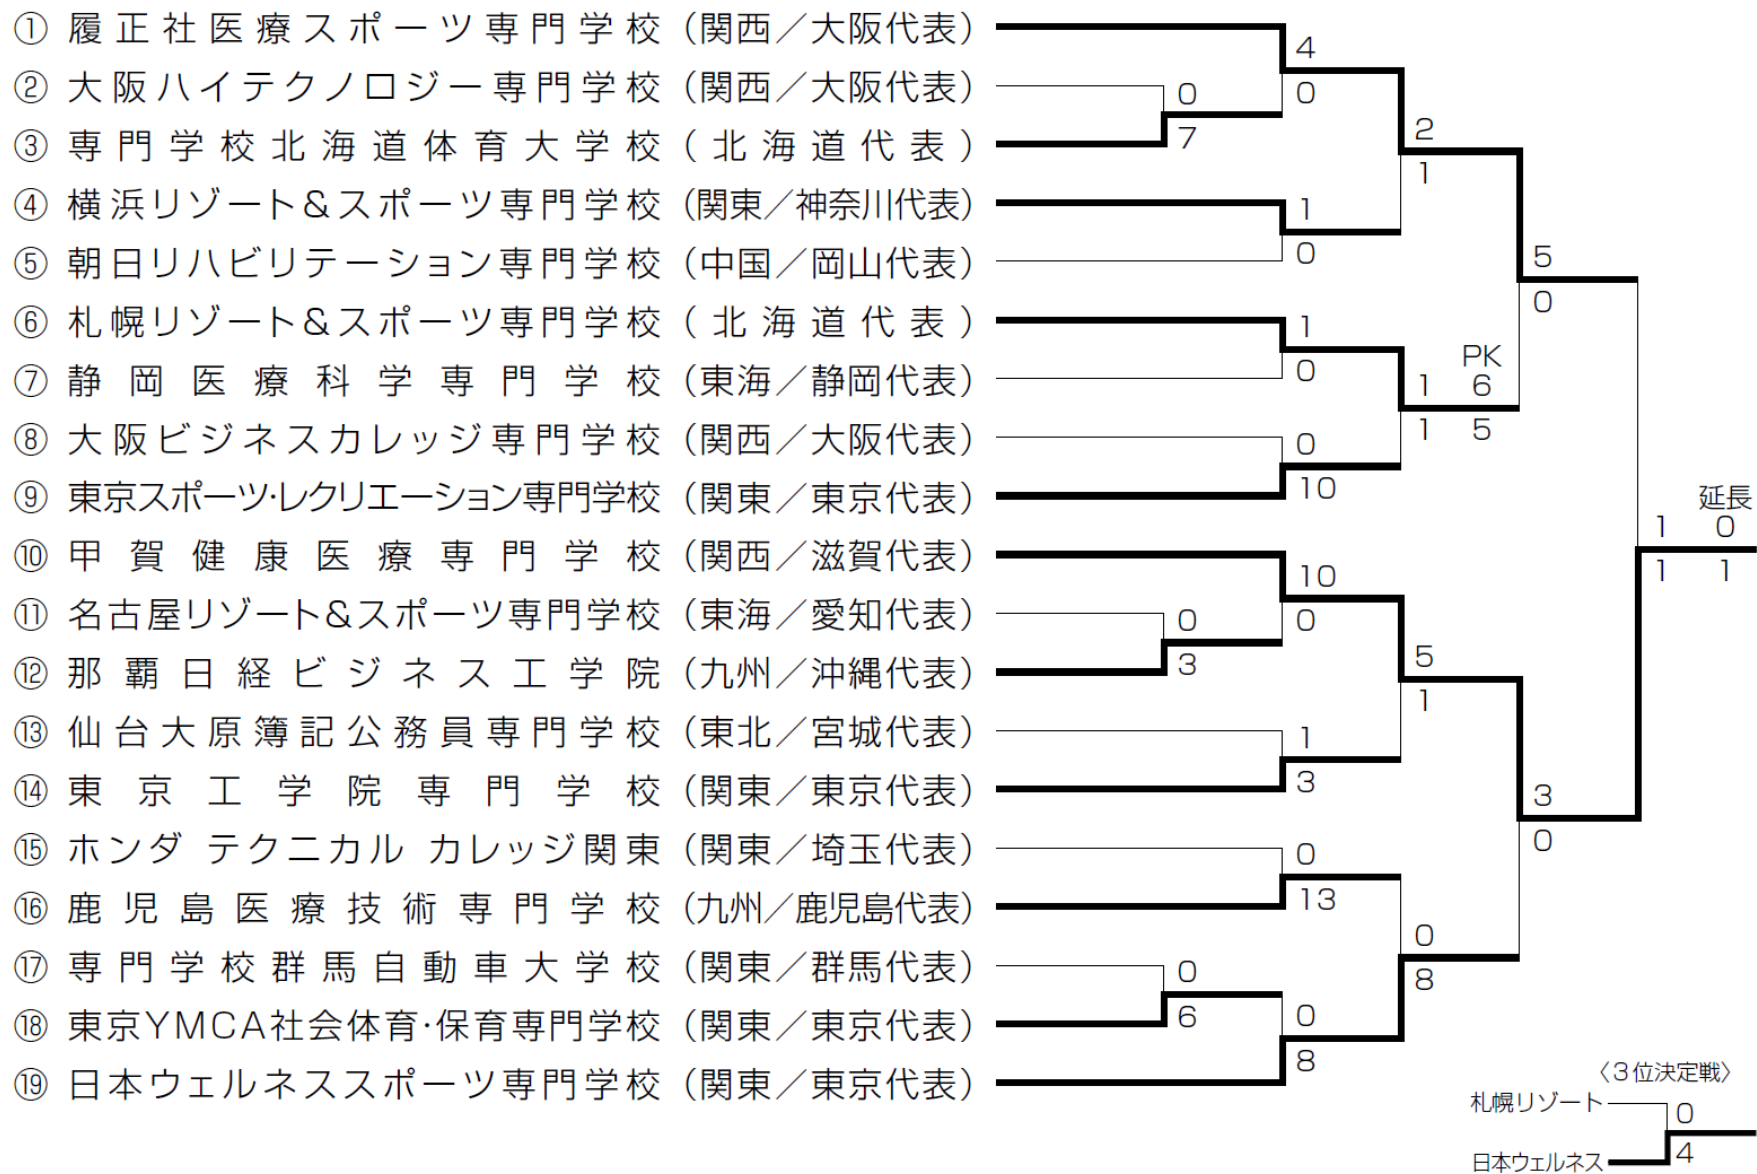 ① 履正社医療スポーツ専門学校 (関西／大阪代表)
② 大阪ハイテクノロジー専門学校 (関西／大阪代表)
③ 専門学校北海道体育大学校 (北海道代表)
④ 横浜リゾート&スポーツ専門学校 (関東／神奈川代表)
⑤ 朝日リハビリテーション専門学校 (中国／岡山代表)
⑥ 札幌リゾート&スポーツ専門学校 (北海道代表)
⑦ 静岡医療科学専門学校 (東海／静岡代表)
⑧ 大阪ビジネスカレッジ専門学校 (関西／大阪代表)
⑨ 東京スポーツ・レクリエーション専門学校 (関東／東京代表)
⑩ 甲賀健康医療専門学校 (関西／滋賀代表)
⑪ 名古屋リゾート&スポーツ専門学校 (東海／愛知代表)
⑫ 那覇日経ビジネス工学院 (九州／沖縄代表)
⑬ 仙台大原簿記公務員専門学校 (東北／宮城代表)
⑭ 東京工学院専門学校 (関東／東京代表)
⑮ ホンダ テクニカル カレッジ関東 (関東／埼玉代表)
⑯ 鹿児島医療技術専門学校 (九州／鹿児島代表)
⑰ 専門学校群馬自動車大学校 (関東／群馬代表)
⑱ 東京YMCA社会体育・保育専門学校 (関東／東京代表)
⑲ 日本ウェルネススポーツ専門学校 (関東／東京代表)
0
7
0
3
0
6
4
0
1
0
1
0
0
10
10
0
1
3
0
13
0
8
2
1
PK
1 6
1 5
5
1
0
8
5
0
3
0
延長
1 0
1 1
〈3位決定戦〉
札幌リゾート
0
4
日本ウェルネス